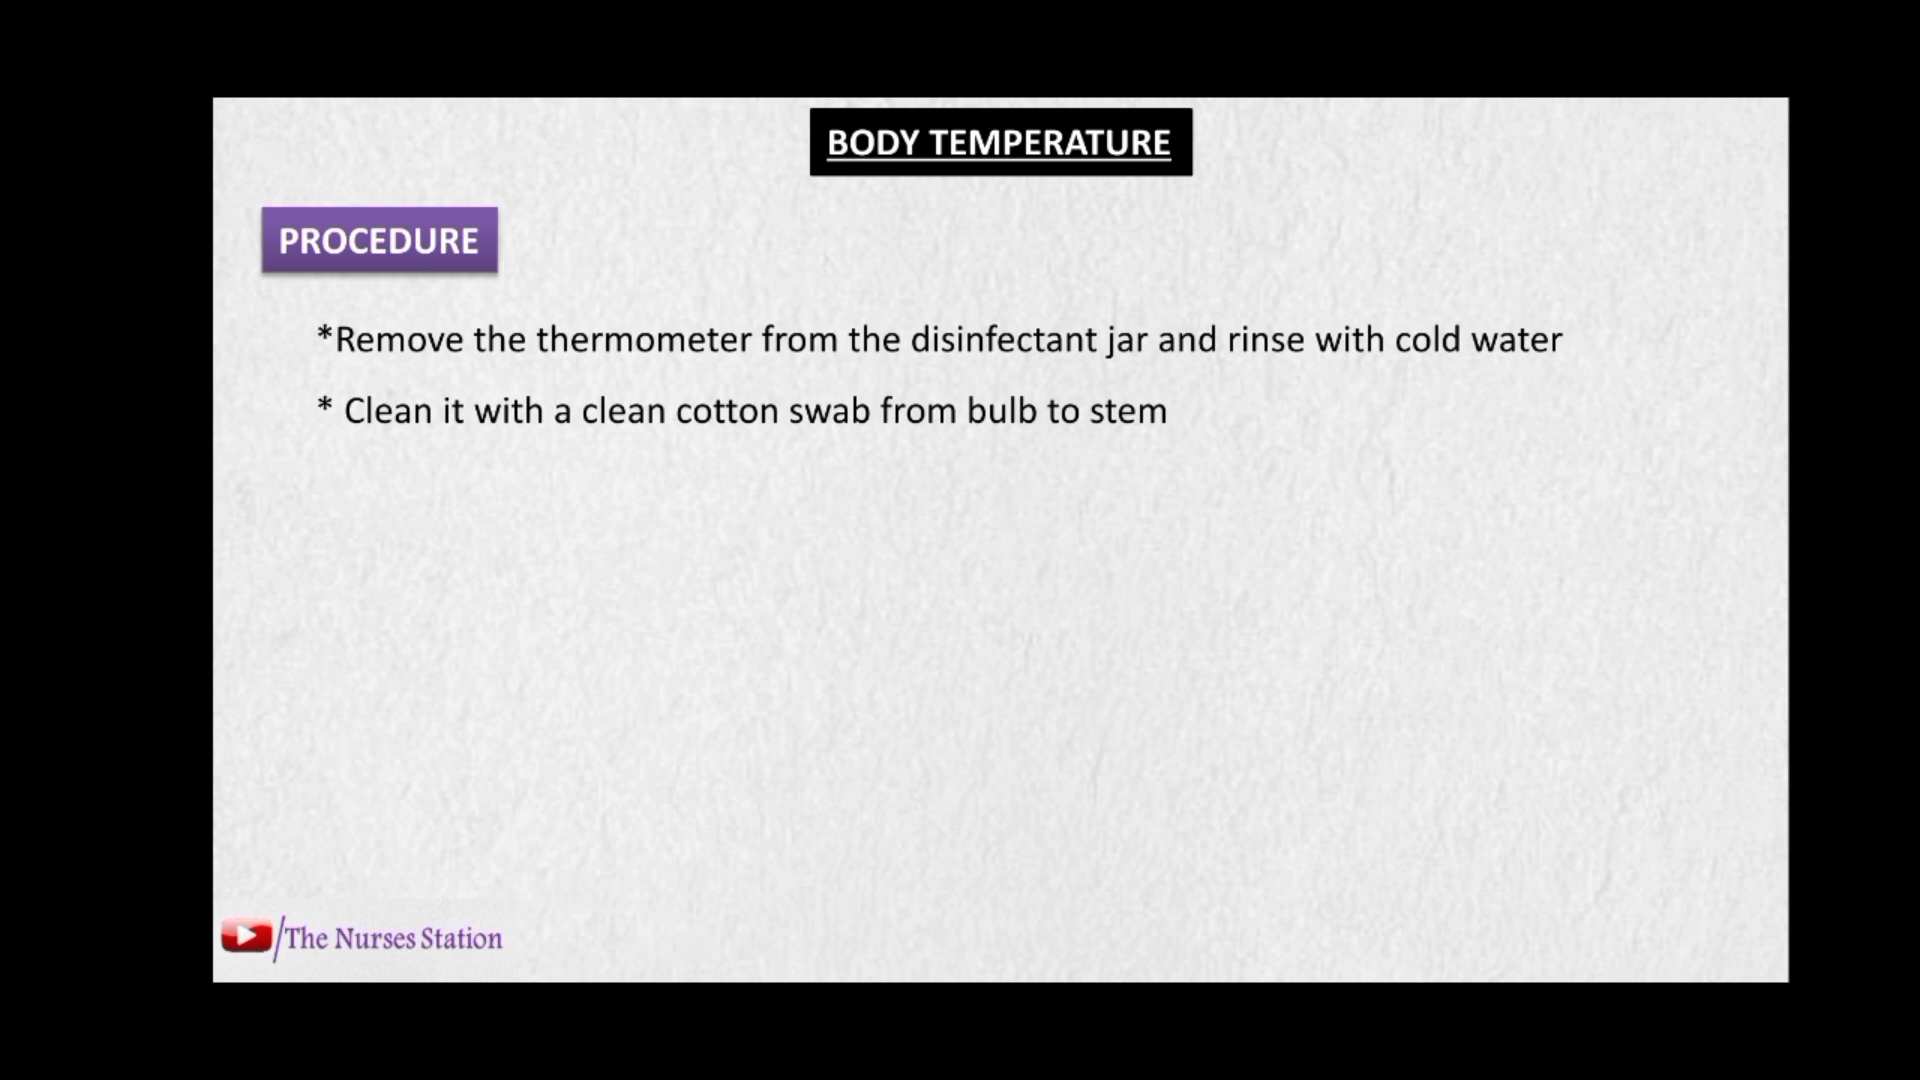 BODY TEMPERATURE
PROCEDURE
*Remove the thermometer from the disinfectant jar and rinse with cold water
* Clean it with a clean cotton swab from bulb to stem
/The Nurses Station